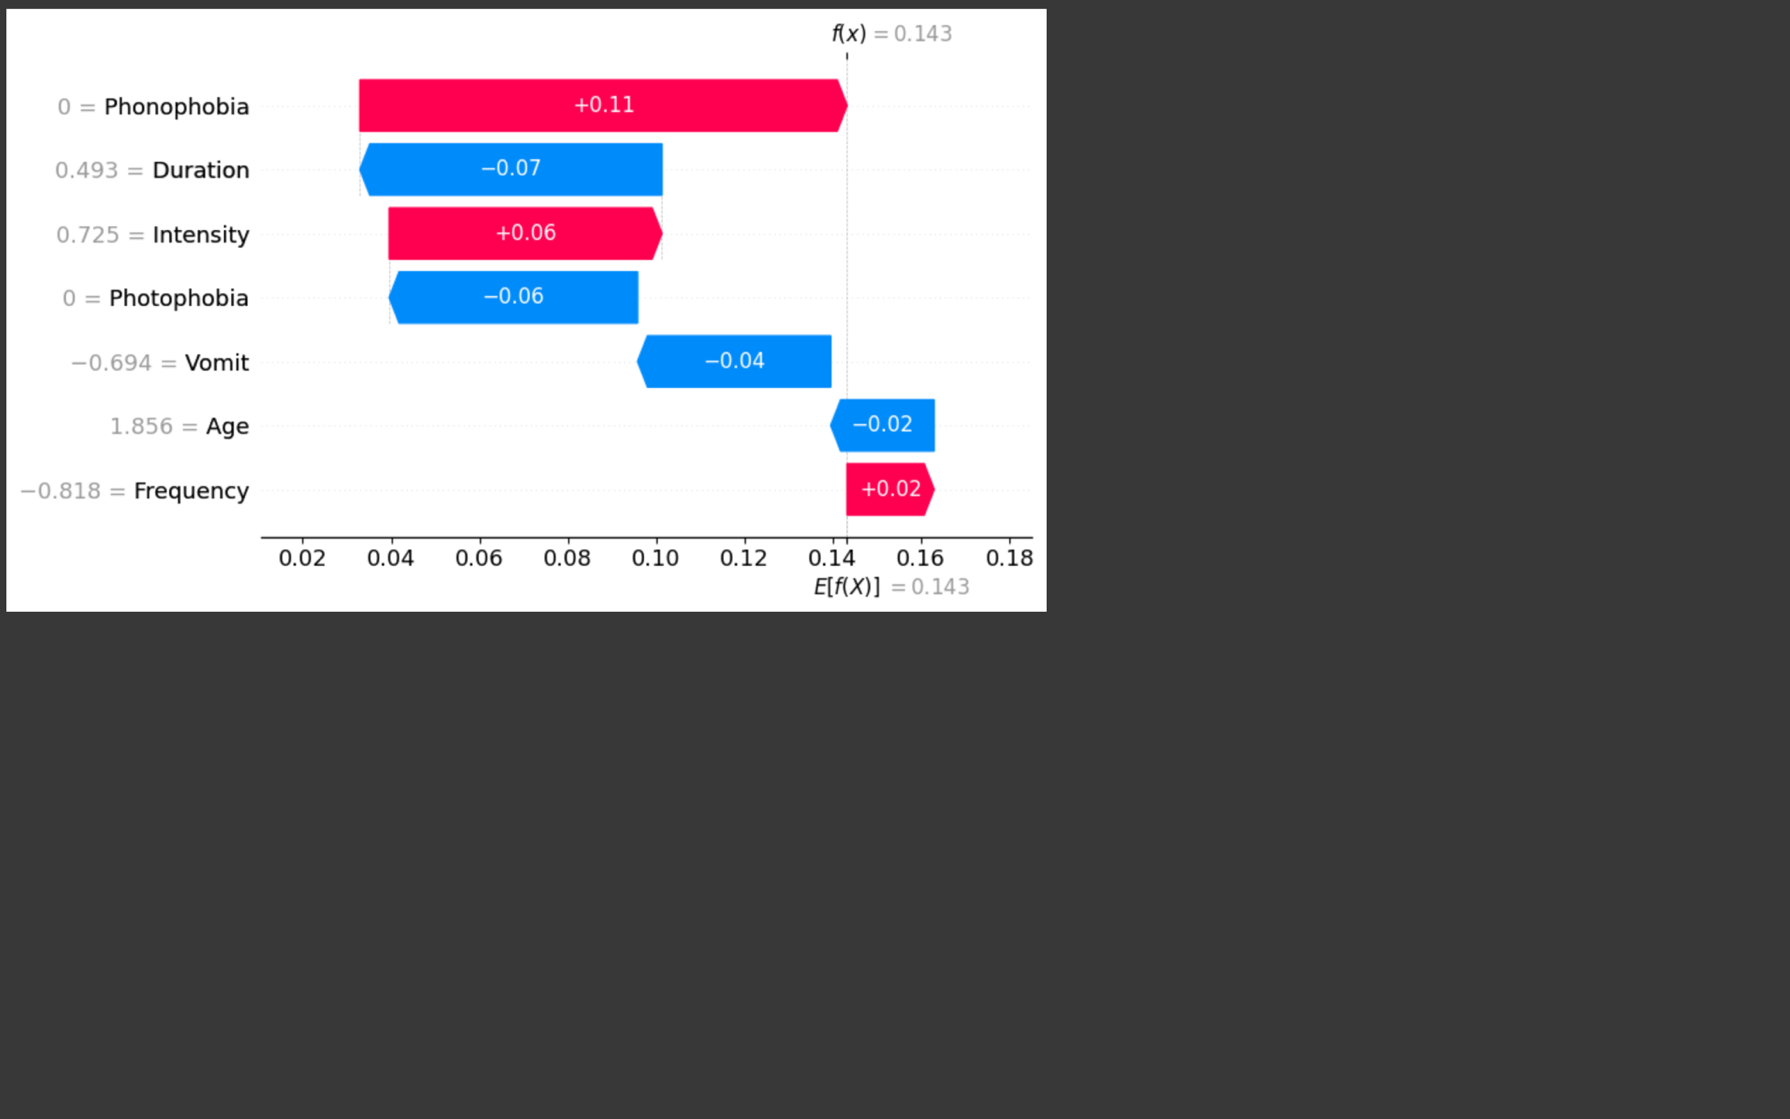 f(x) = 0.143
0 = Phonophobia
+0.11
0.493 = Duration
−0.07
0.725 = Intensity
+0.06
0 = Photophobia
−0.06
−0.694 = Vomit
−0.04
1.856 = Age
−0.02
−0.818 = Frequency
+0.02
0.02 0.04 0.06 0.08 0.10 0.12 0.14 0.16 0.18
E[f(X)] = 0.143